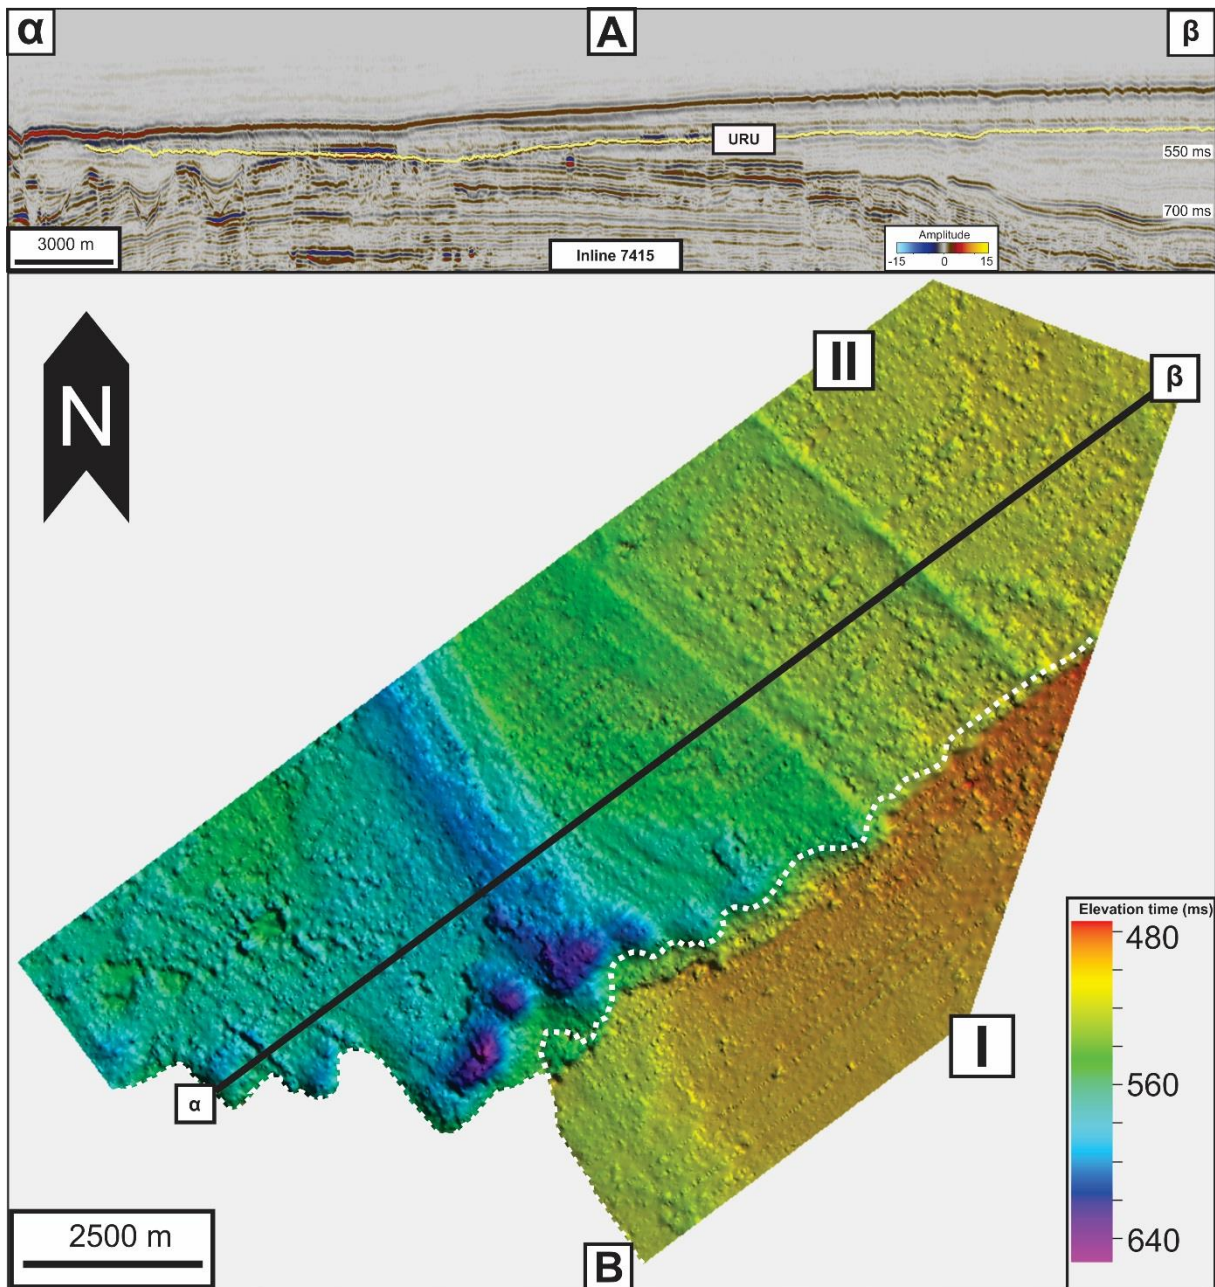 α
A
β
URU
550 ms
700 ms
3000 m
Inline 7415
Amplitude
-15 0 15
N
II
β
I
α
Elevation time (ms)
480
560
640
2500 m
B